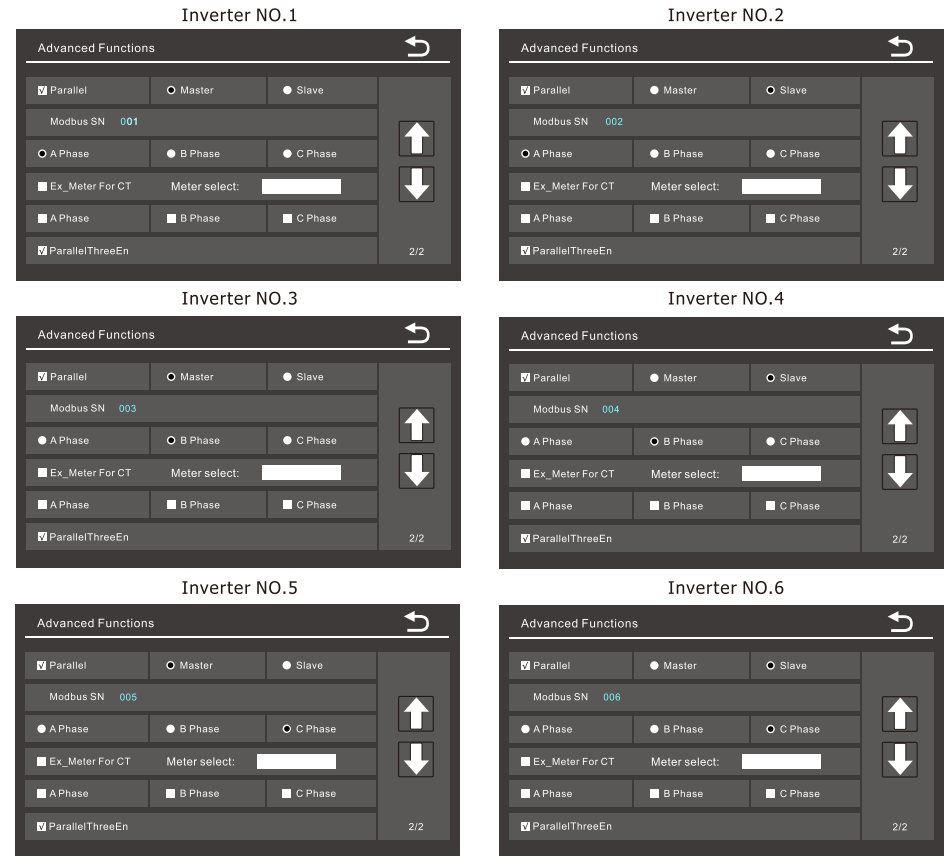 Inverter NO.1
Advanced Functions
Parallel Master Slave
Modbus SN 001
A Phase B Phase C Phase
Ex_Meter For CT Meter select:
A Phase B Phase C Phase
ParallelThreeEn
2/2
Inverter NO.2
Advanced Functions
Parallel Master Slave
Modbus SN 002
A Phase B Phase C Phase
Ex_Meter For CT Meter select:
A Phase B Phase C Phase
ParallelThreeEn
2/2
Inverter NO.3
Advanced Functions
Parallel Master Slave
Modbus SN 003
A Phase B Phase C Phase
Ex_Meter For CT Meter select:
A Phase B Phase C Phase
ParallelThreeEn
2/2
Inverter NO.4
Advanced Functions
Parallel Master Slave
Modbus SN 004
A Phase B Phase C Phase
Ex_Meter For CT Meter select:
A Phase B Phase C Phase
ParallelThreeEn
2/2
Inverter NO.5
Advanced Functions
Parallel Master Slave
Modbus SN 005
A Phase B Phase C Phase
Ex_Meter For CT Meter select:
A Phase B Phase C Phase
ParallelThreeEn
2/2
Inverter NO.6
Advanced Functions
Parallel Master Slave
Modbus SN 006
A Phase B Phase C Phase
Ex_Meter For CT Meter select:
A Phase B Phase C Phase
ParallelThreeEn
2/2